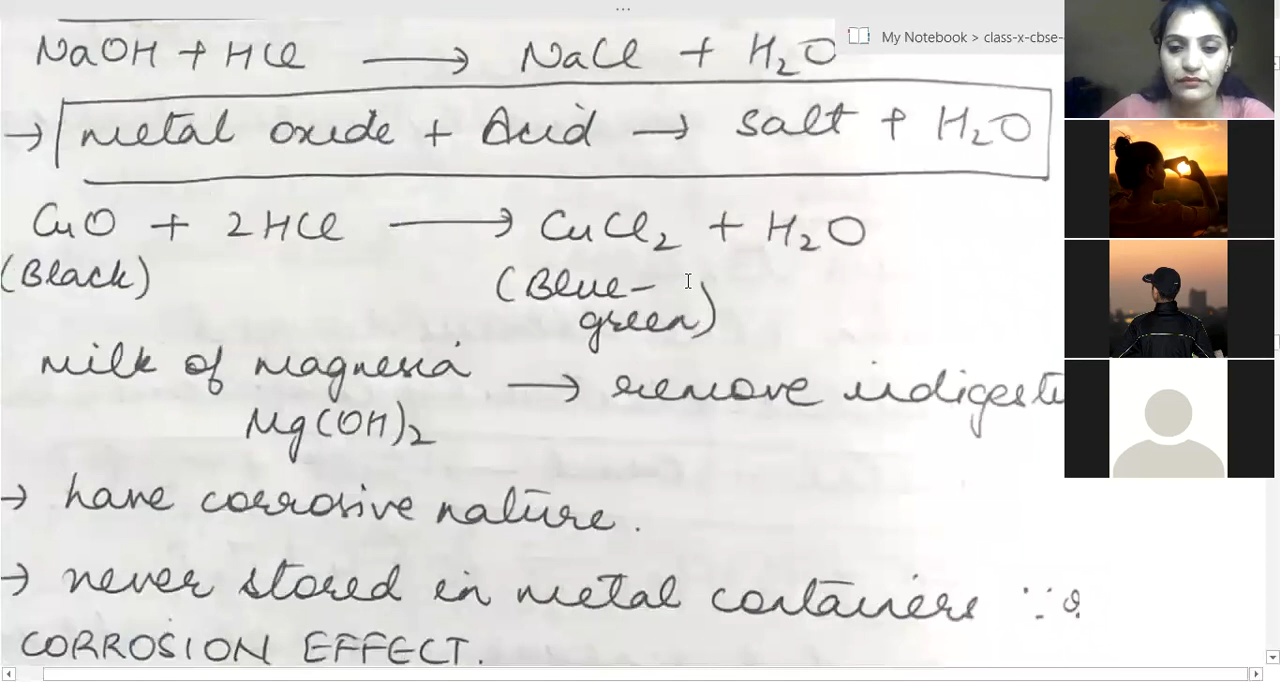 My Notebook > class-x-cbse-
NaOH + HCl ⟶ NaCl + H₂O
→ metal oxide + Acid → salt + H₂O
CuO + 2HCl ⟶ CuCl₂ + H₂O
(Black) (Blue-
green)
milk of magnesia → remove indigesti
Mg(OH)₂
→ have corrosive nature.
→ never stored in metal containers ∵
CORROSION EFFECT.